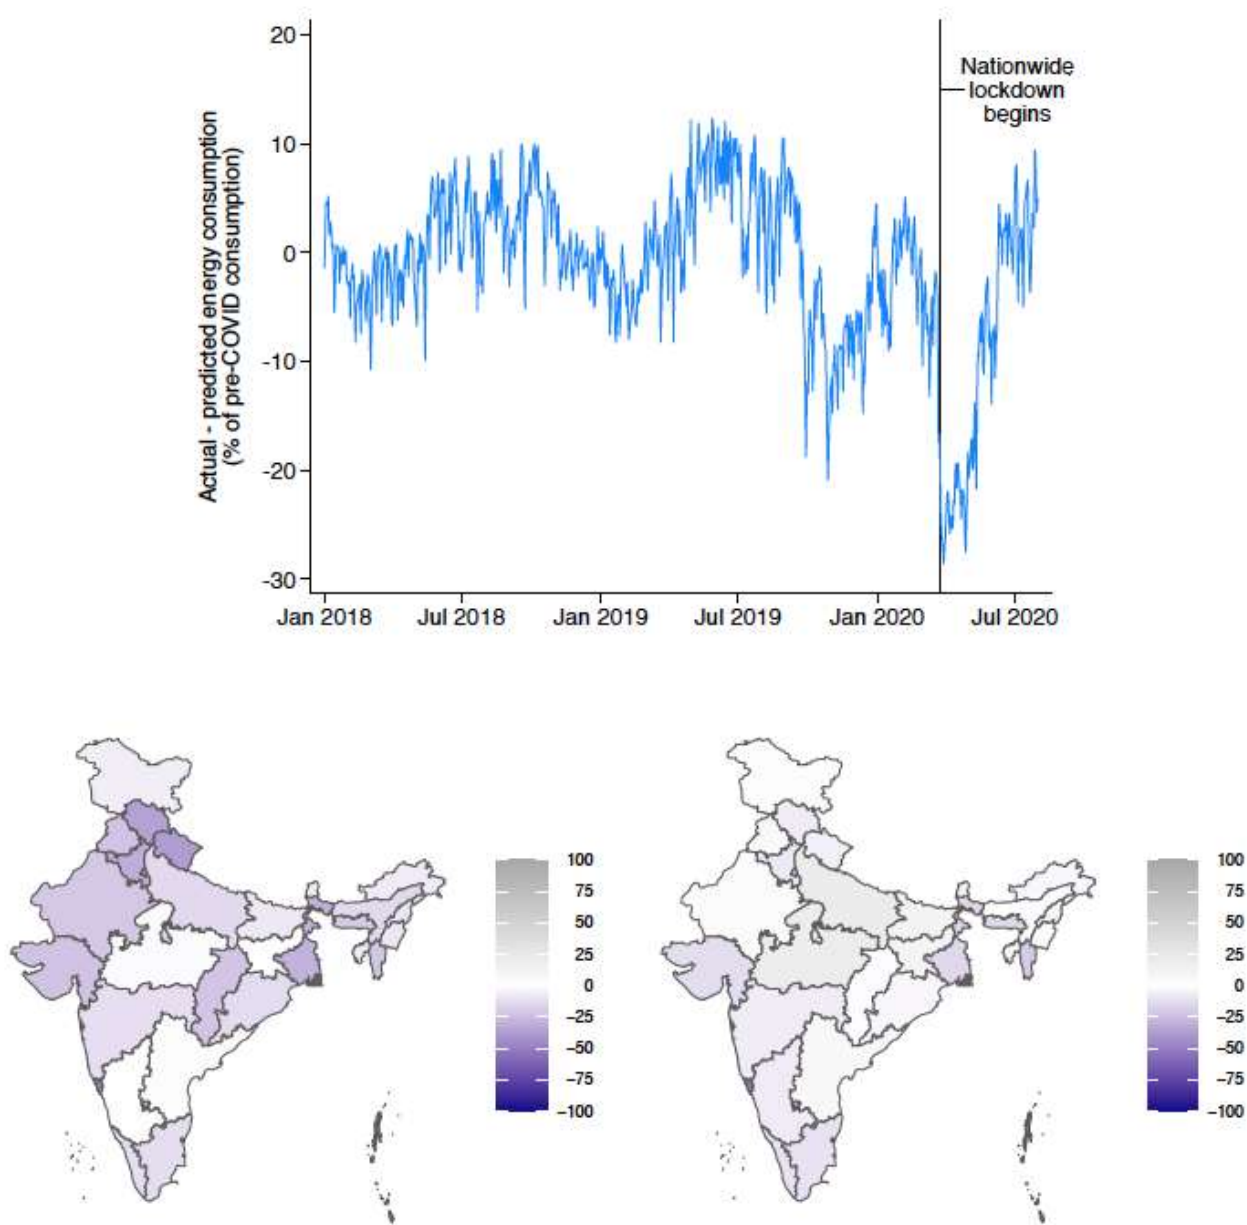 Actual - predicted energy consumption
(% of pre-COVID consumption)
20
10
0
-10
-20
-30
Nationwide
lockdown
begins
Jan 2018
Jul 2018
Jan 2019
Jul 2019
Jan 2020
Jul 2020
100
75
50
25
0
−25
−50
−75
−100
100
75
50
25
0
−25
−50
−75
−100